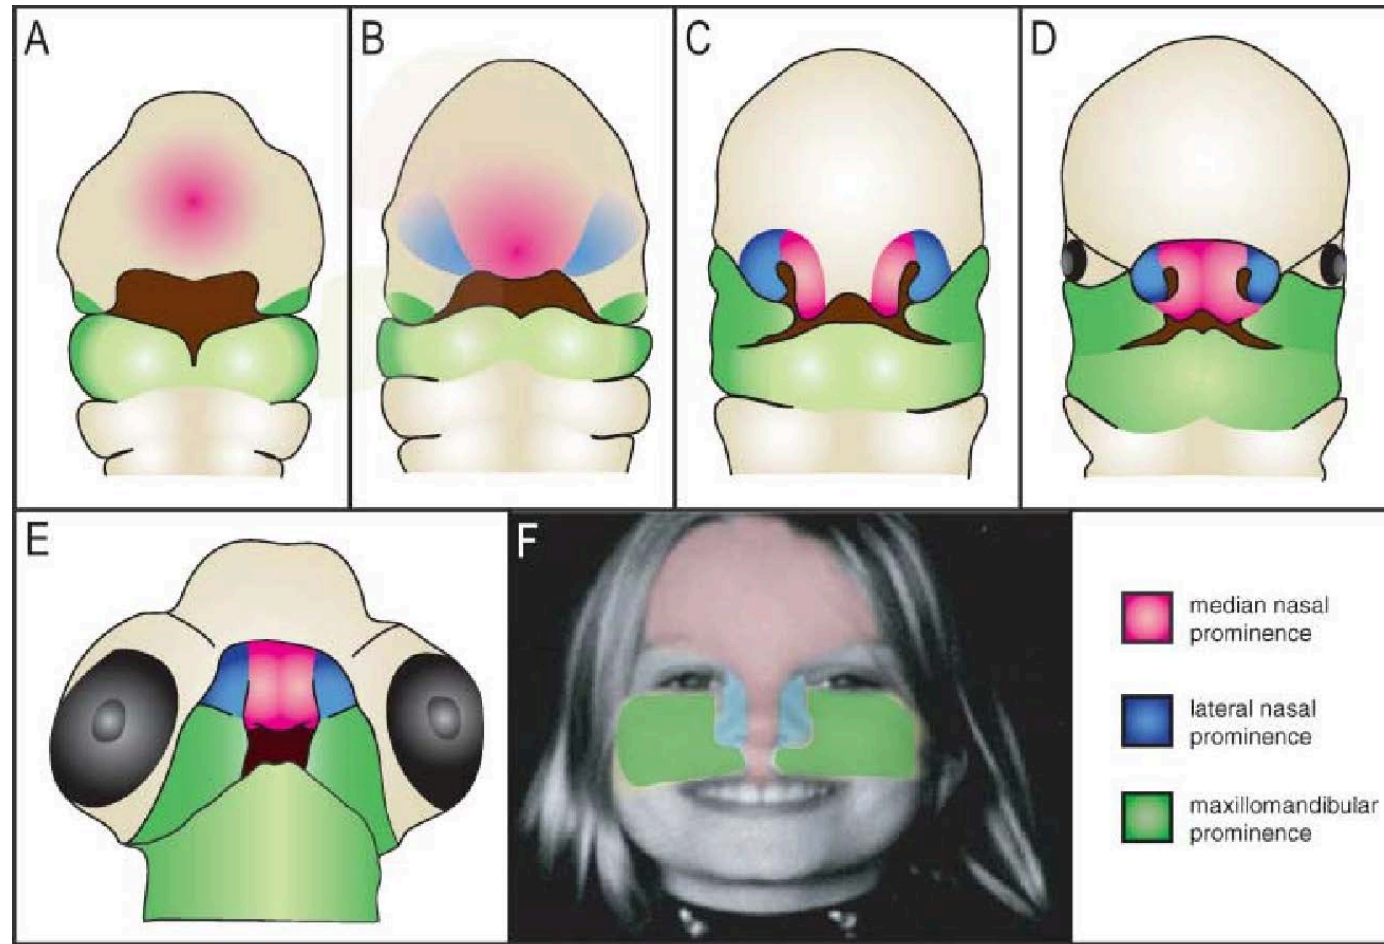 A
B
C
D
E
F
median nasal
prominence
lateral nasal
prominence
maxillomandibular
prominence